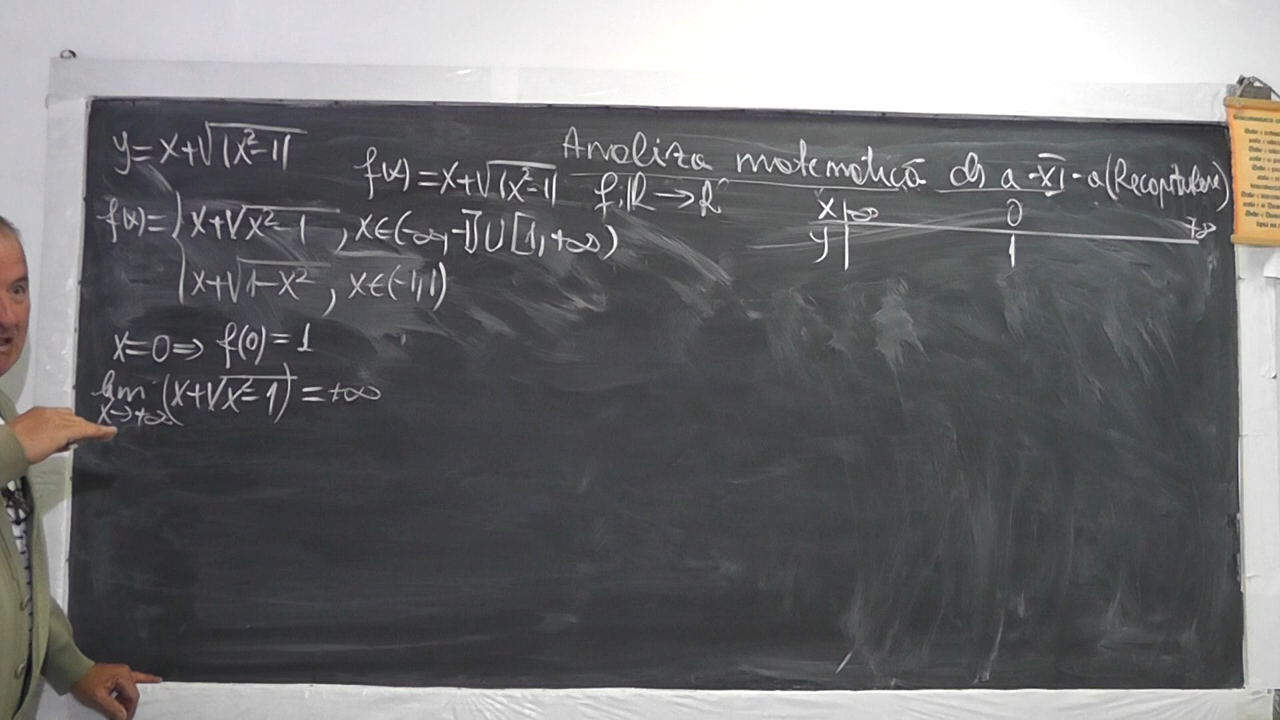 Analiza matematică cls a-XI-a (Recapitulare)
y=x+√|x²-1|
f(x)=x+√|x²-1| f:R→R
f(x)={x+√x²-1, x∈(-∞,-1]∪[1,+∞)
x+√1-x², x∈(-1,1)
x=0⇒ f(0)=1
lim (x+√x²-1)=+∞
x→+∞
x -∞ 0 +∞
y 1